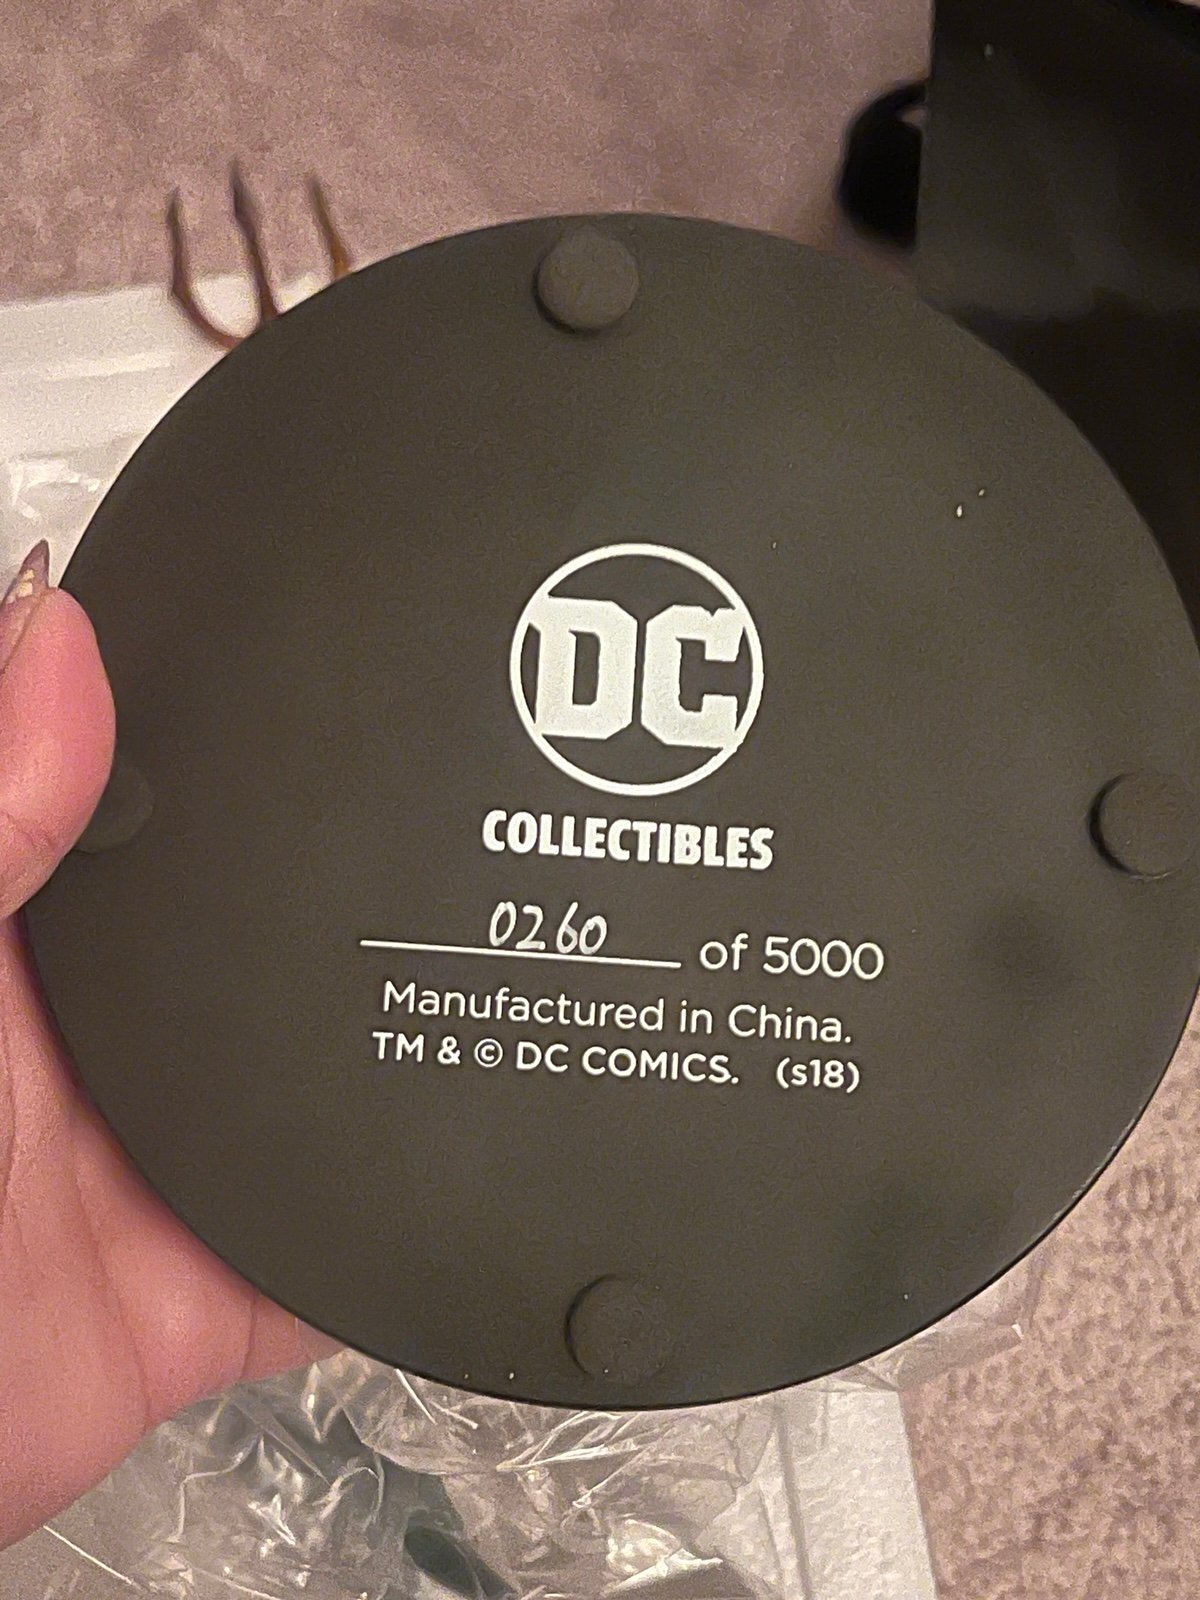 DC
COLLECTIBLES
0260 of 5000
Manufactured in China.
TM & © DC COMICS. (s18)